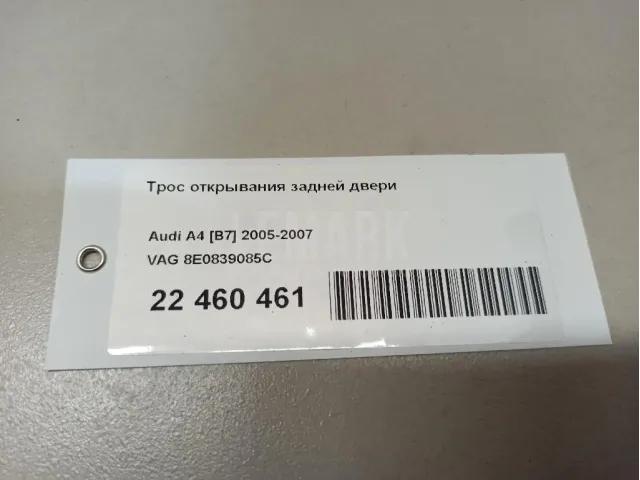 Трос открывания задней двери
Audi A4 [B7] 2005-2007
VAG 8E0839085C
22 460 461